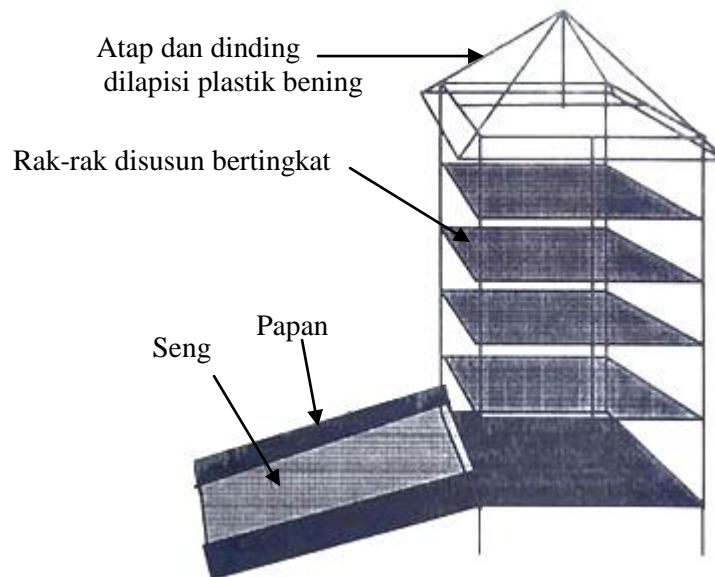 Atap dan dinding
dilapisi plastik bening
Rak-rak disusun bertingkat
Papan
Seng